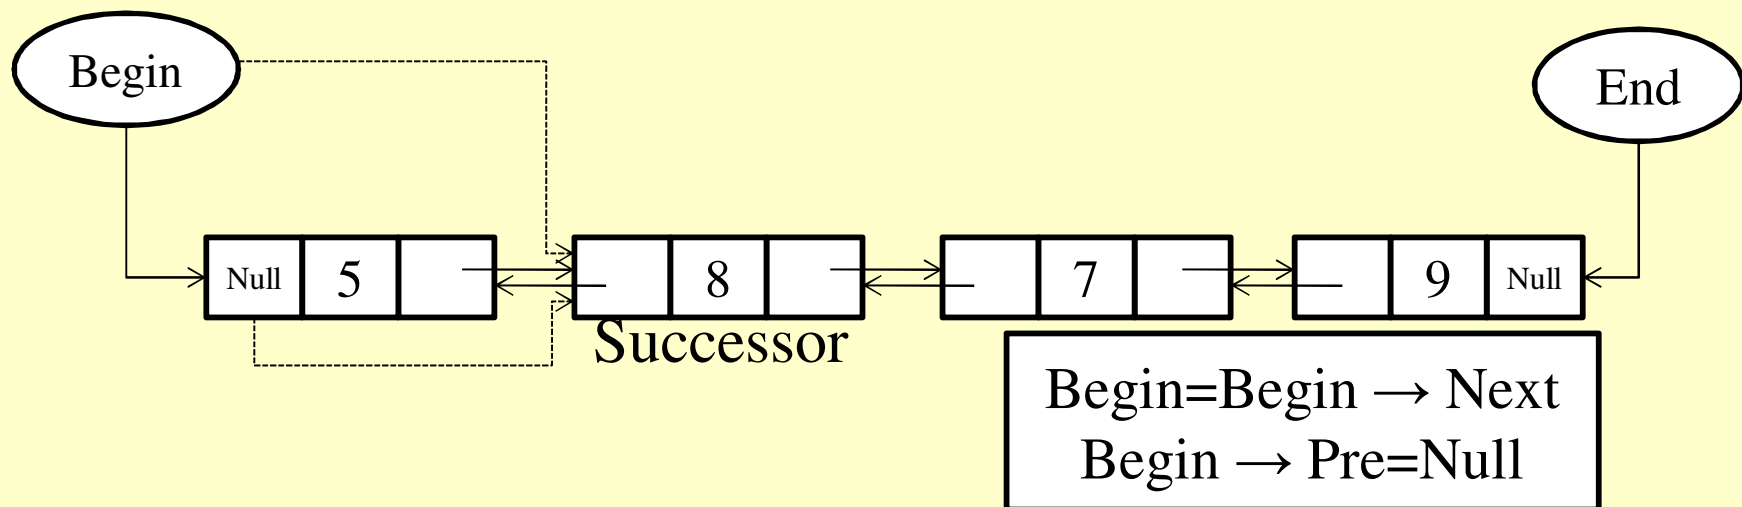 Begin
End
Null 5 8 7 9 Null
Successor
Begin=Begin → Next
Begin → Pre=Null